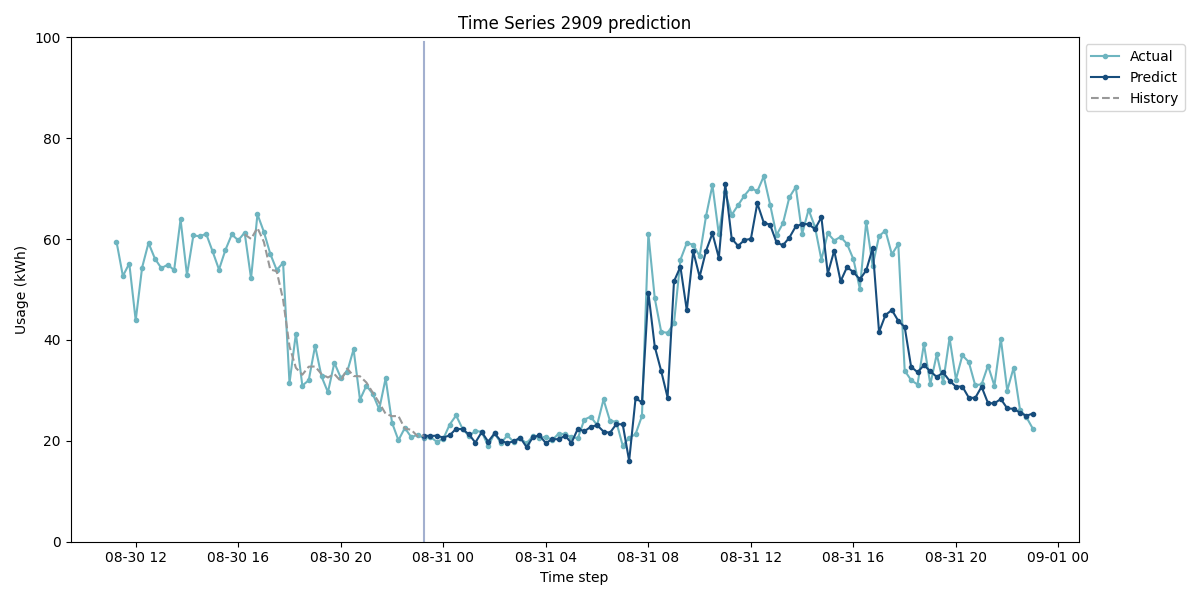 Time Series 2909 prediction
Usage (kWh)
100
80
60
40
20
0
08-30 12
08-30 16
08-30 20
08-31 00
08-31 04
08-31 08
08-31 12
08-31 16
08-31 20
09-01 00
Time step
Actual
Predict
History